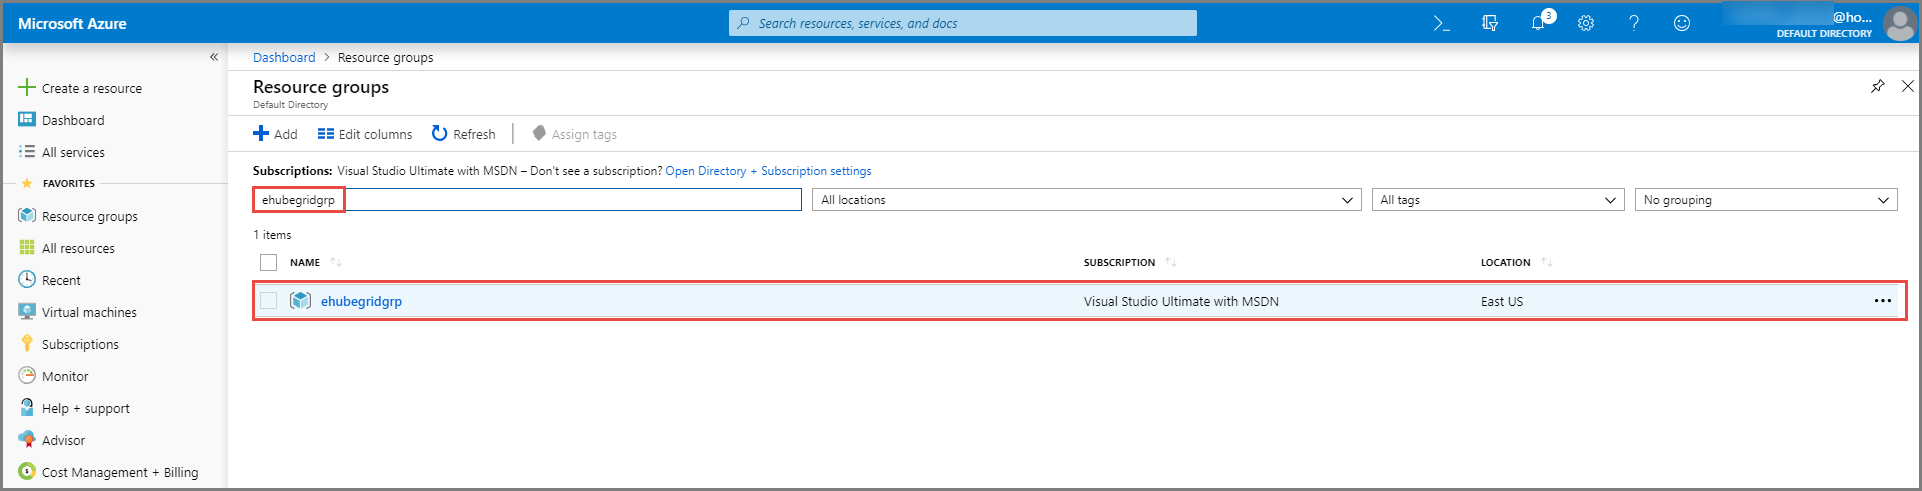 Microsoft Azure
Search resources, services, and docs
3
@ho...
DEFAULT DIRECTORY
«
Create a resource
Dashboard
All services
FAVORITES
Resource groups
All resources
Recent
Virtual machines
Subscriptions
Monitor
Help + support
Advisor
Cost Management + Billing
Dashboard > Resource groups
Resource groups
Default Directory
Add Edit columns Refresh Assign tags
Subscriptions: Visual Studio Ultimate with MSDN – Don't see a subscription? Open Directory + Subscription settings
ehubegridgrp All locations All tags No grouping
1 items
NAME SUBSCRIPTION LOCATION
ehubegridgrp Visual Studio Ultimate with MSDN East US